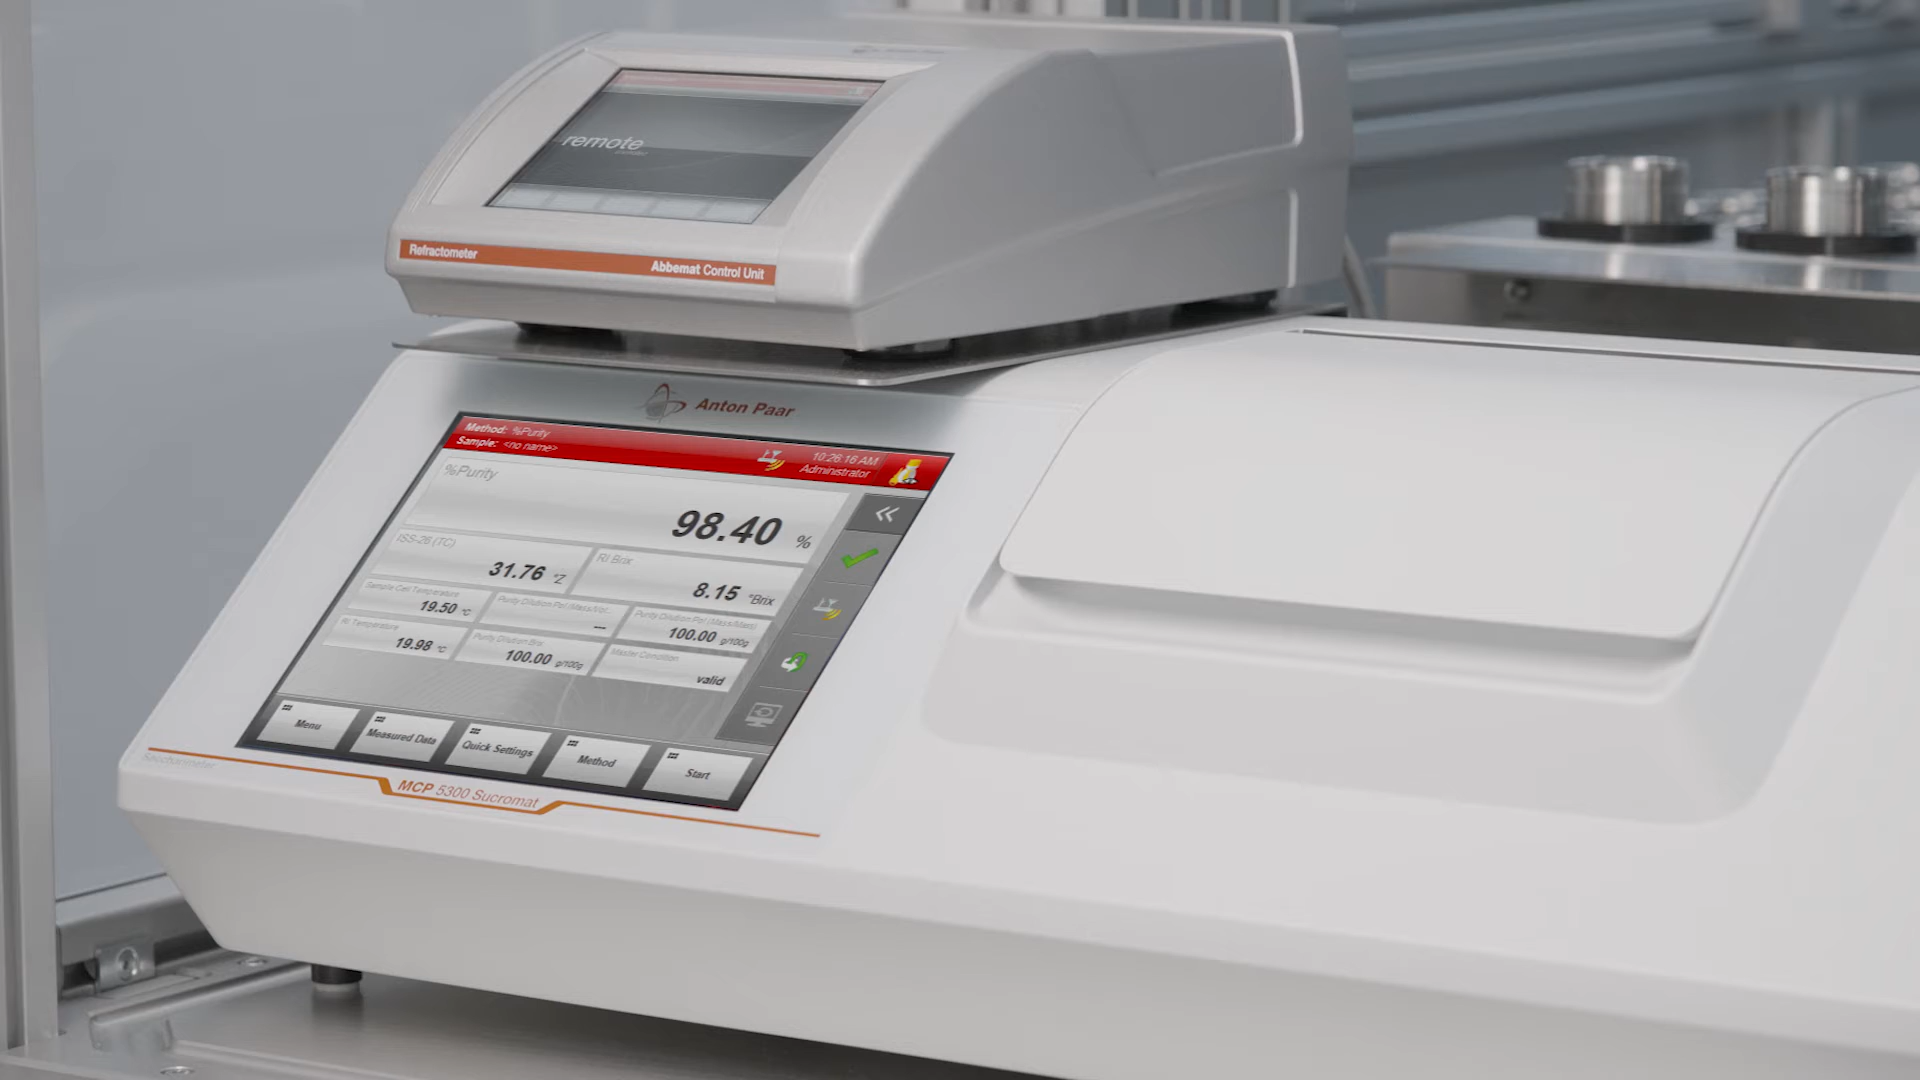 remote
Refractometer
Abbemat Control Unit
Anton Paar
Method: %Purity
Sample: <no name>
10:26:16 AM
Administrator
%Purity
98.40 %
ISS-26 (TC)
31.76 °Z
RI Brix
8.15 °Brix
Sample Cell Temperature
19.50 °C
Purity Dilution Pol (Mass/Vol...
---
Purity Dilution Pol (Mass/Mass)
100.00 g/100g
RI Temperature
19.98 °C
Purity Dilution Brix
100.00 g/100g
Master Condition
valid
Menu
Measured Data
Quick Settings
Method
Start
Saccharimeter
MCP 5300 Sucromat